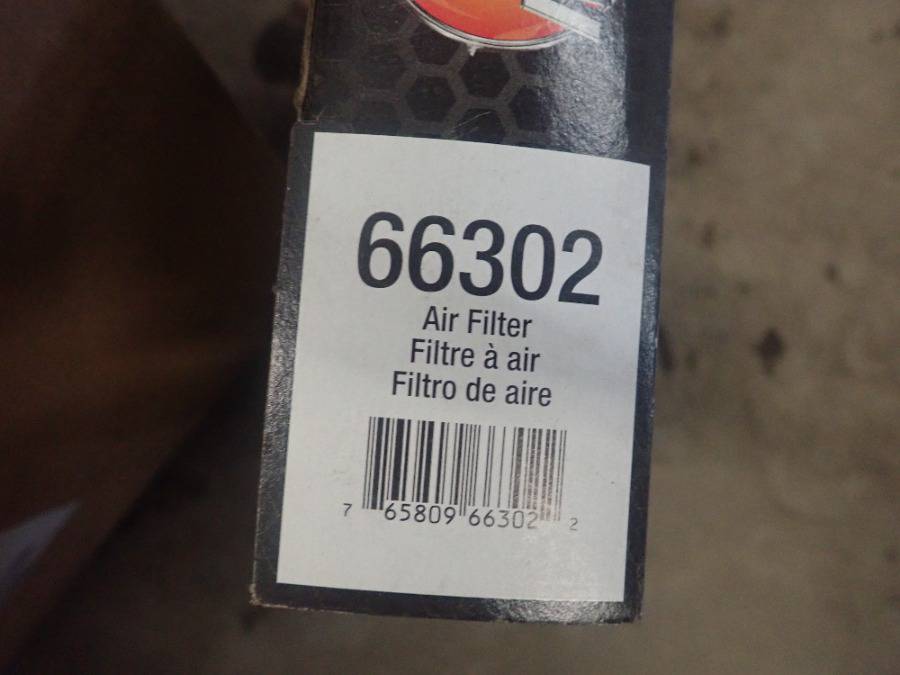 66302
Air Filter
Filtre à air
Filtro de aire
7 65809 66302 2